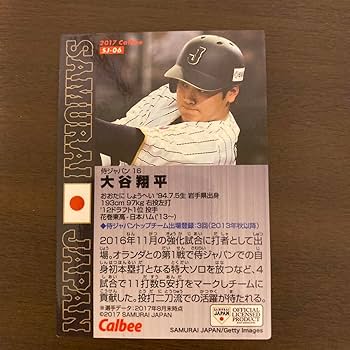 2017 Calbee
SJ-06
SAMURAI JAPAN
侍ジャパン 16
大谷翔平
おおたに しょうへい '94.7.5生 岩手県出身
193cm 97kg 右投左打
'12ドラフト1位 投手
花巻東高-日本ハム('13~)
◆侍ジャパントップチーム出場登録:3回(2013年秋以降)
2016年11月の強化試合に打者として出
場。オランダとの第1戦で侍ジャパンでの自
身初本塁打となる特大ソロを放つなど、4
試合で11打数5安打をマークしチームに
貢献した。投打二刀流での活躍が待たれる。
※選手データは、2017年8月末時点
©2017 SAMURAI JAPAN
Calbee
JAPAN
OFFICIAL
LICENSED
PRODUCT
SAMURAI JAPAN/Getty Images